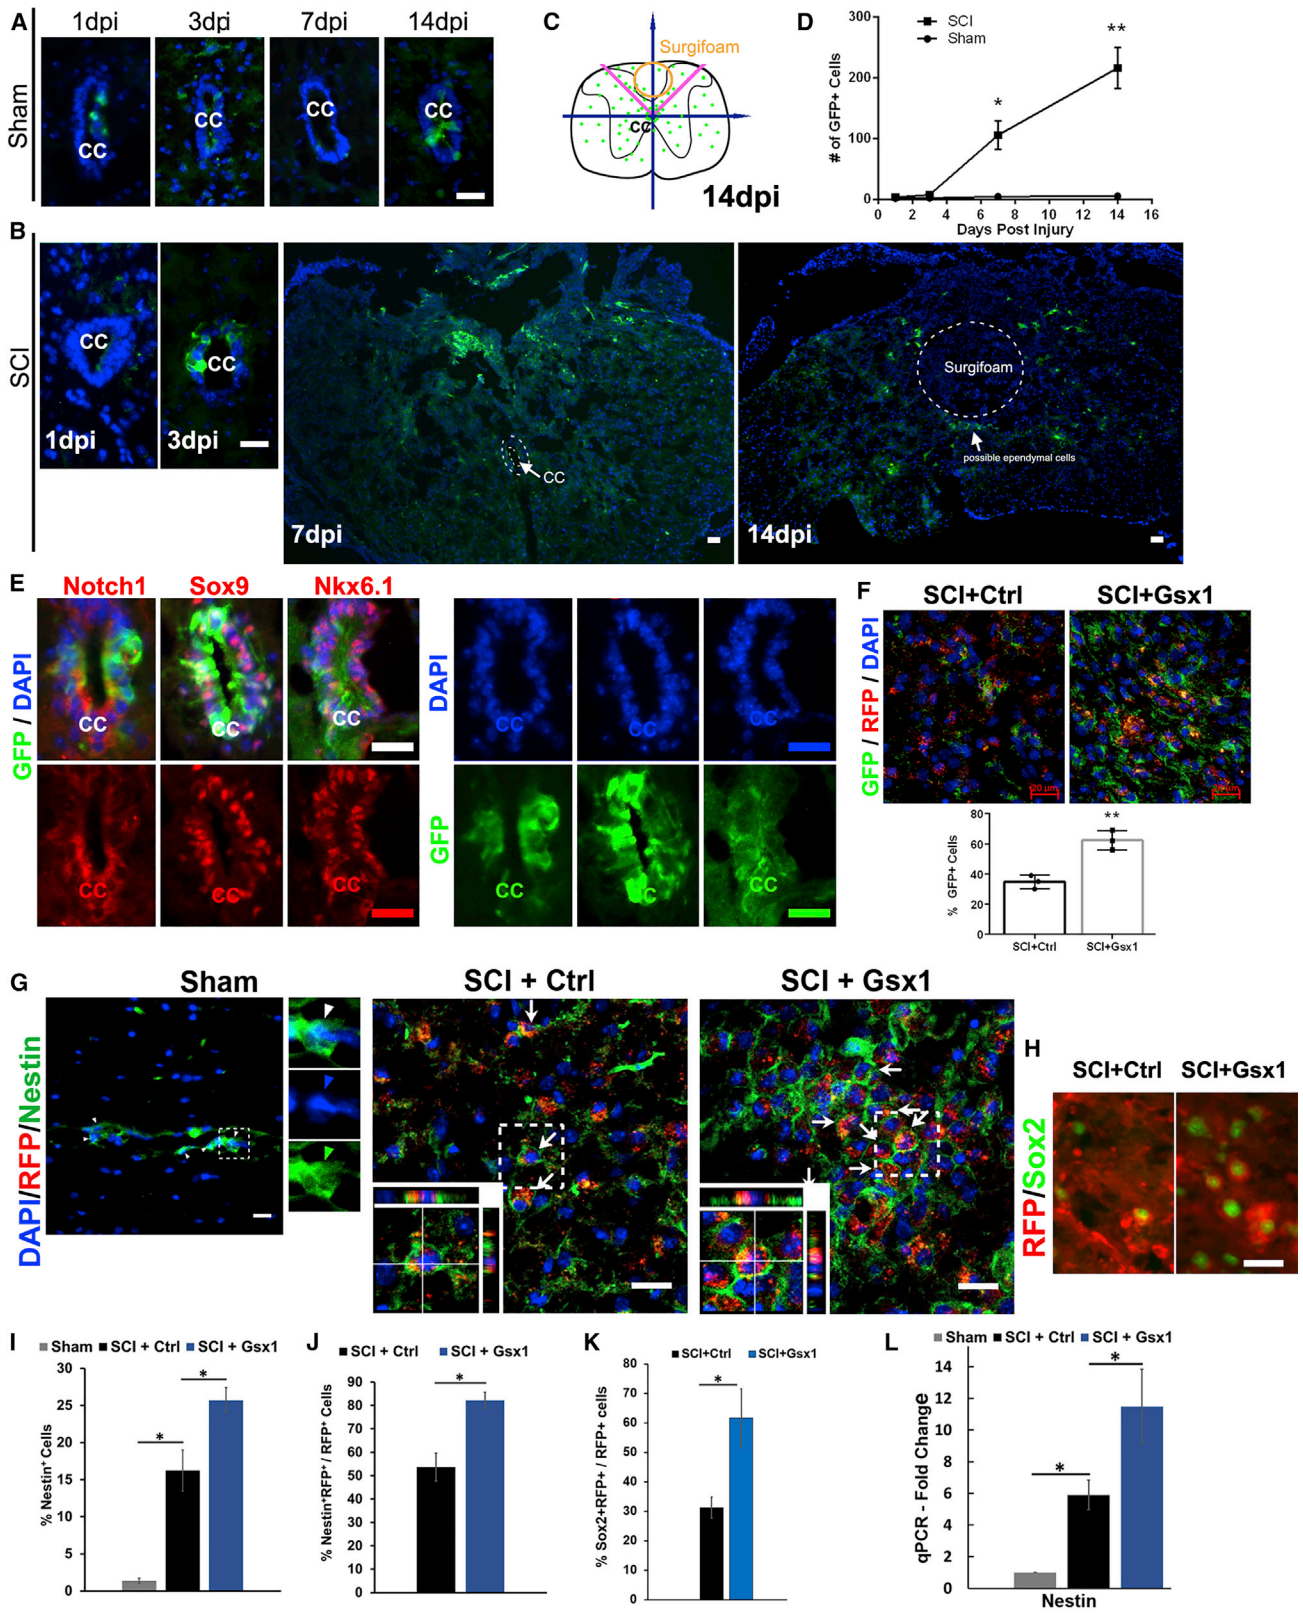 A
1dpi 3dpi 7dpi 14dpi
Sham
CC CC CC CC
C
Surgifoam
CC
14dpi
D
SCI
Sham
300
200
100
0
# of GFP+ Cells
* **
0 2 4 6 8 10 12 14 16
Days Post Injury
B
SCI
CC CC
1dpi 3dpi
CC
7dpi
Surgifoam
possible ependymal cells
14dpi
E
Notch1 Sox9 Nkx6.1
GFP / DAPI
CC CC CC
CC CC CC
DAPI
CC CC CC
GFP
CC C CC
F
SCI+Ctrl SCI+Gsx1
GFP / RFP / DAPI
20 µm
**
80
60
40
20
0
% GFP+ Cells
SCI+Ctrl SCI+Gsx1
G
Sham SCI + Ctrl SCI + Gsx1
DAPI/RFP/Nestin
H
SCI+Ctrl SCI+Gsx1
RFP/Sox2
I
Sham SCI + Ctrl SCI + Gsx1
30
25
20
15
10
5
0
% Nestin⁺ Cells
* *
J
SCI + Ctrl SCI + Gsx1
90
80
70
60
50
40
30
20
10
0
% Nestin⁺RFP⁺ / RFP⁺ Cells
*
K
SCI+Ctrl SCI+Gsx1
80
70
60
50
40
30
20
10
0
% Sox2+RFP+ / RFP+ cells
*
L
Sham SCI + Ctrl SCI + Gsx1
14
12
10
8
6
4
2
0
qPCR - Fold Change
* *
Nestin